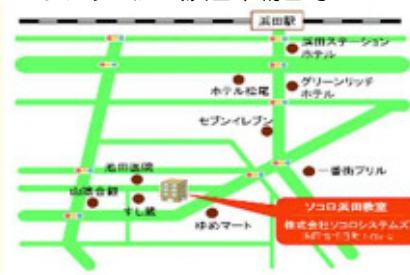 浜田駅
浜田ステーション
ホテル
グリーンリッチ
ホテル
ホテル松尾
セブンイレブン
池田医院
一番街プリル
すし蔵
ゆめマート
ソコロ浜田教室
株式会社ソコロシステムズ